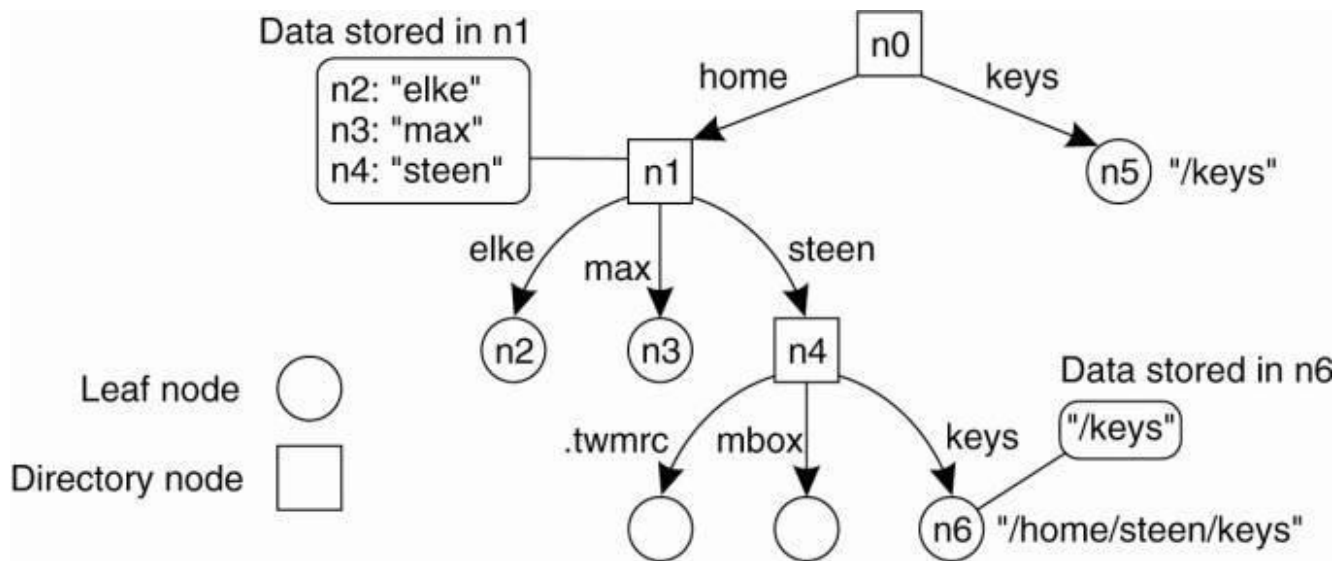 Data stored in n1
n0
home
keys
n2: "elke"
n3: "max"
n4: "steen"
n1
n5
"/keys"
elke
max
steen
n2
n3
n4
Data stored in n6
Leaf node
"/keys"
.twmrc
mbox
keys
Directory node
n6
"/home/steen/keys"